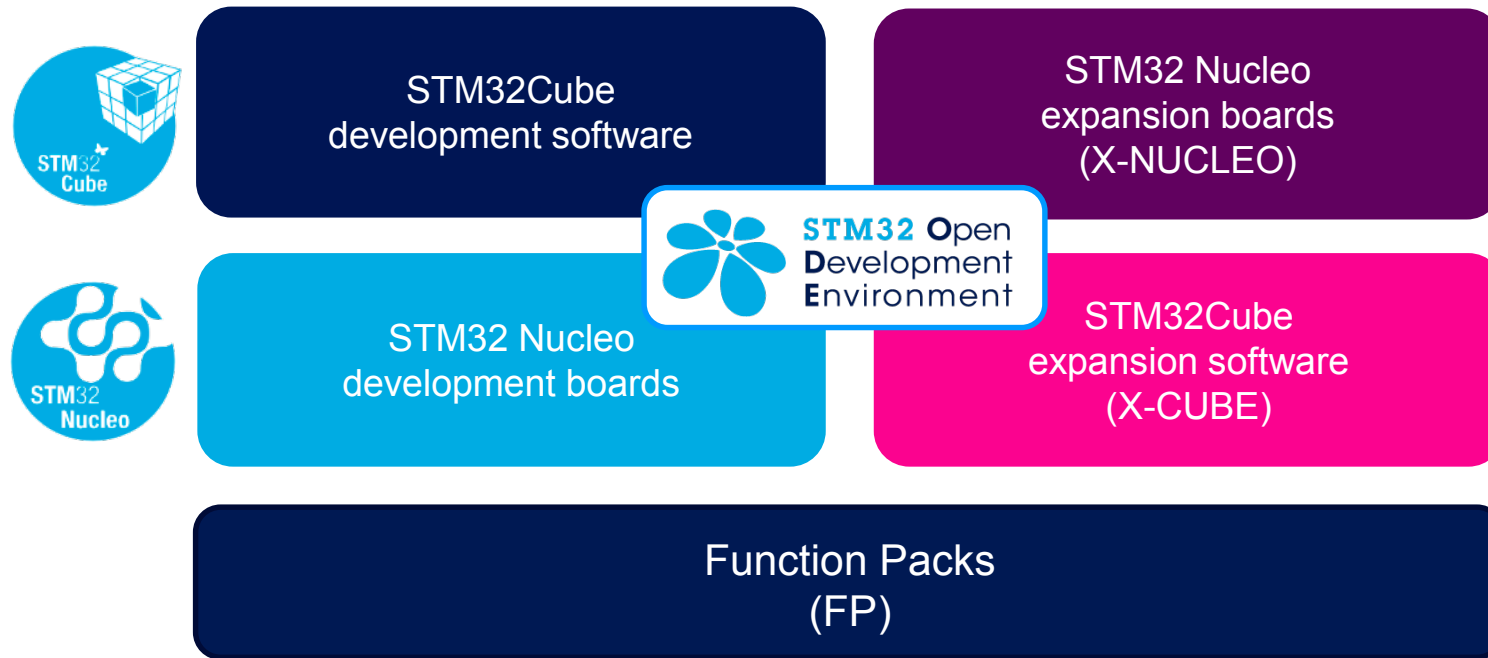 STM32
Cube
STM32Cube
development software
STM32 Nucleo
expansion boards
(X-NUCLEO)
STM32 Open
Development
Environment
STM32
Nucleo
STM32 Nucleo
development boards
STM32Cube
expansion software
(X-CUBE)
Function Packs
(FP)